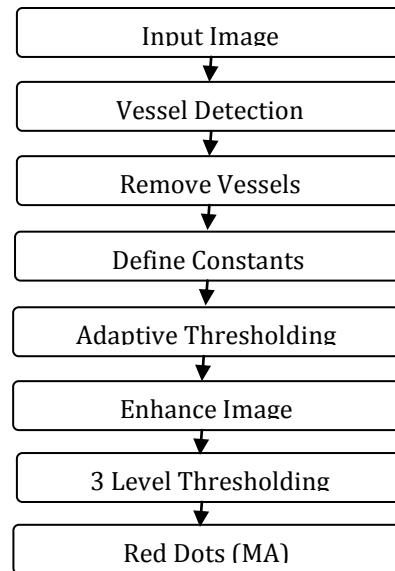 Input Image
Vessel Detection
Remove Vessels
Define Constants
Adaptive Thresholding
Enhance Image
3 Level Thresholding
Red Dots (MA)